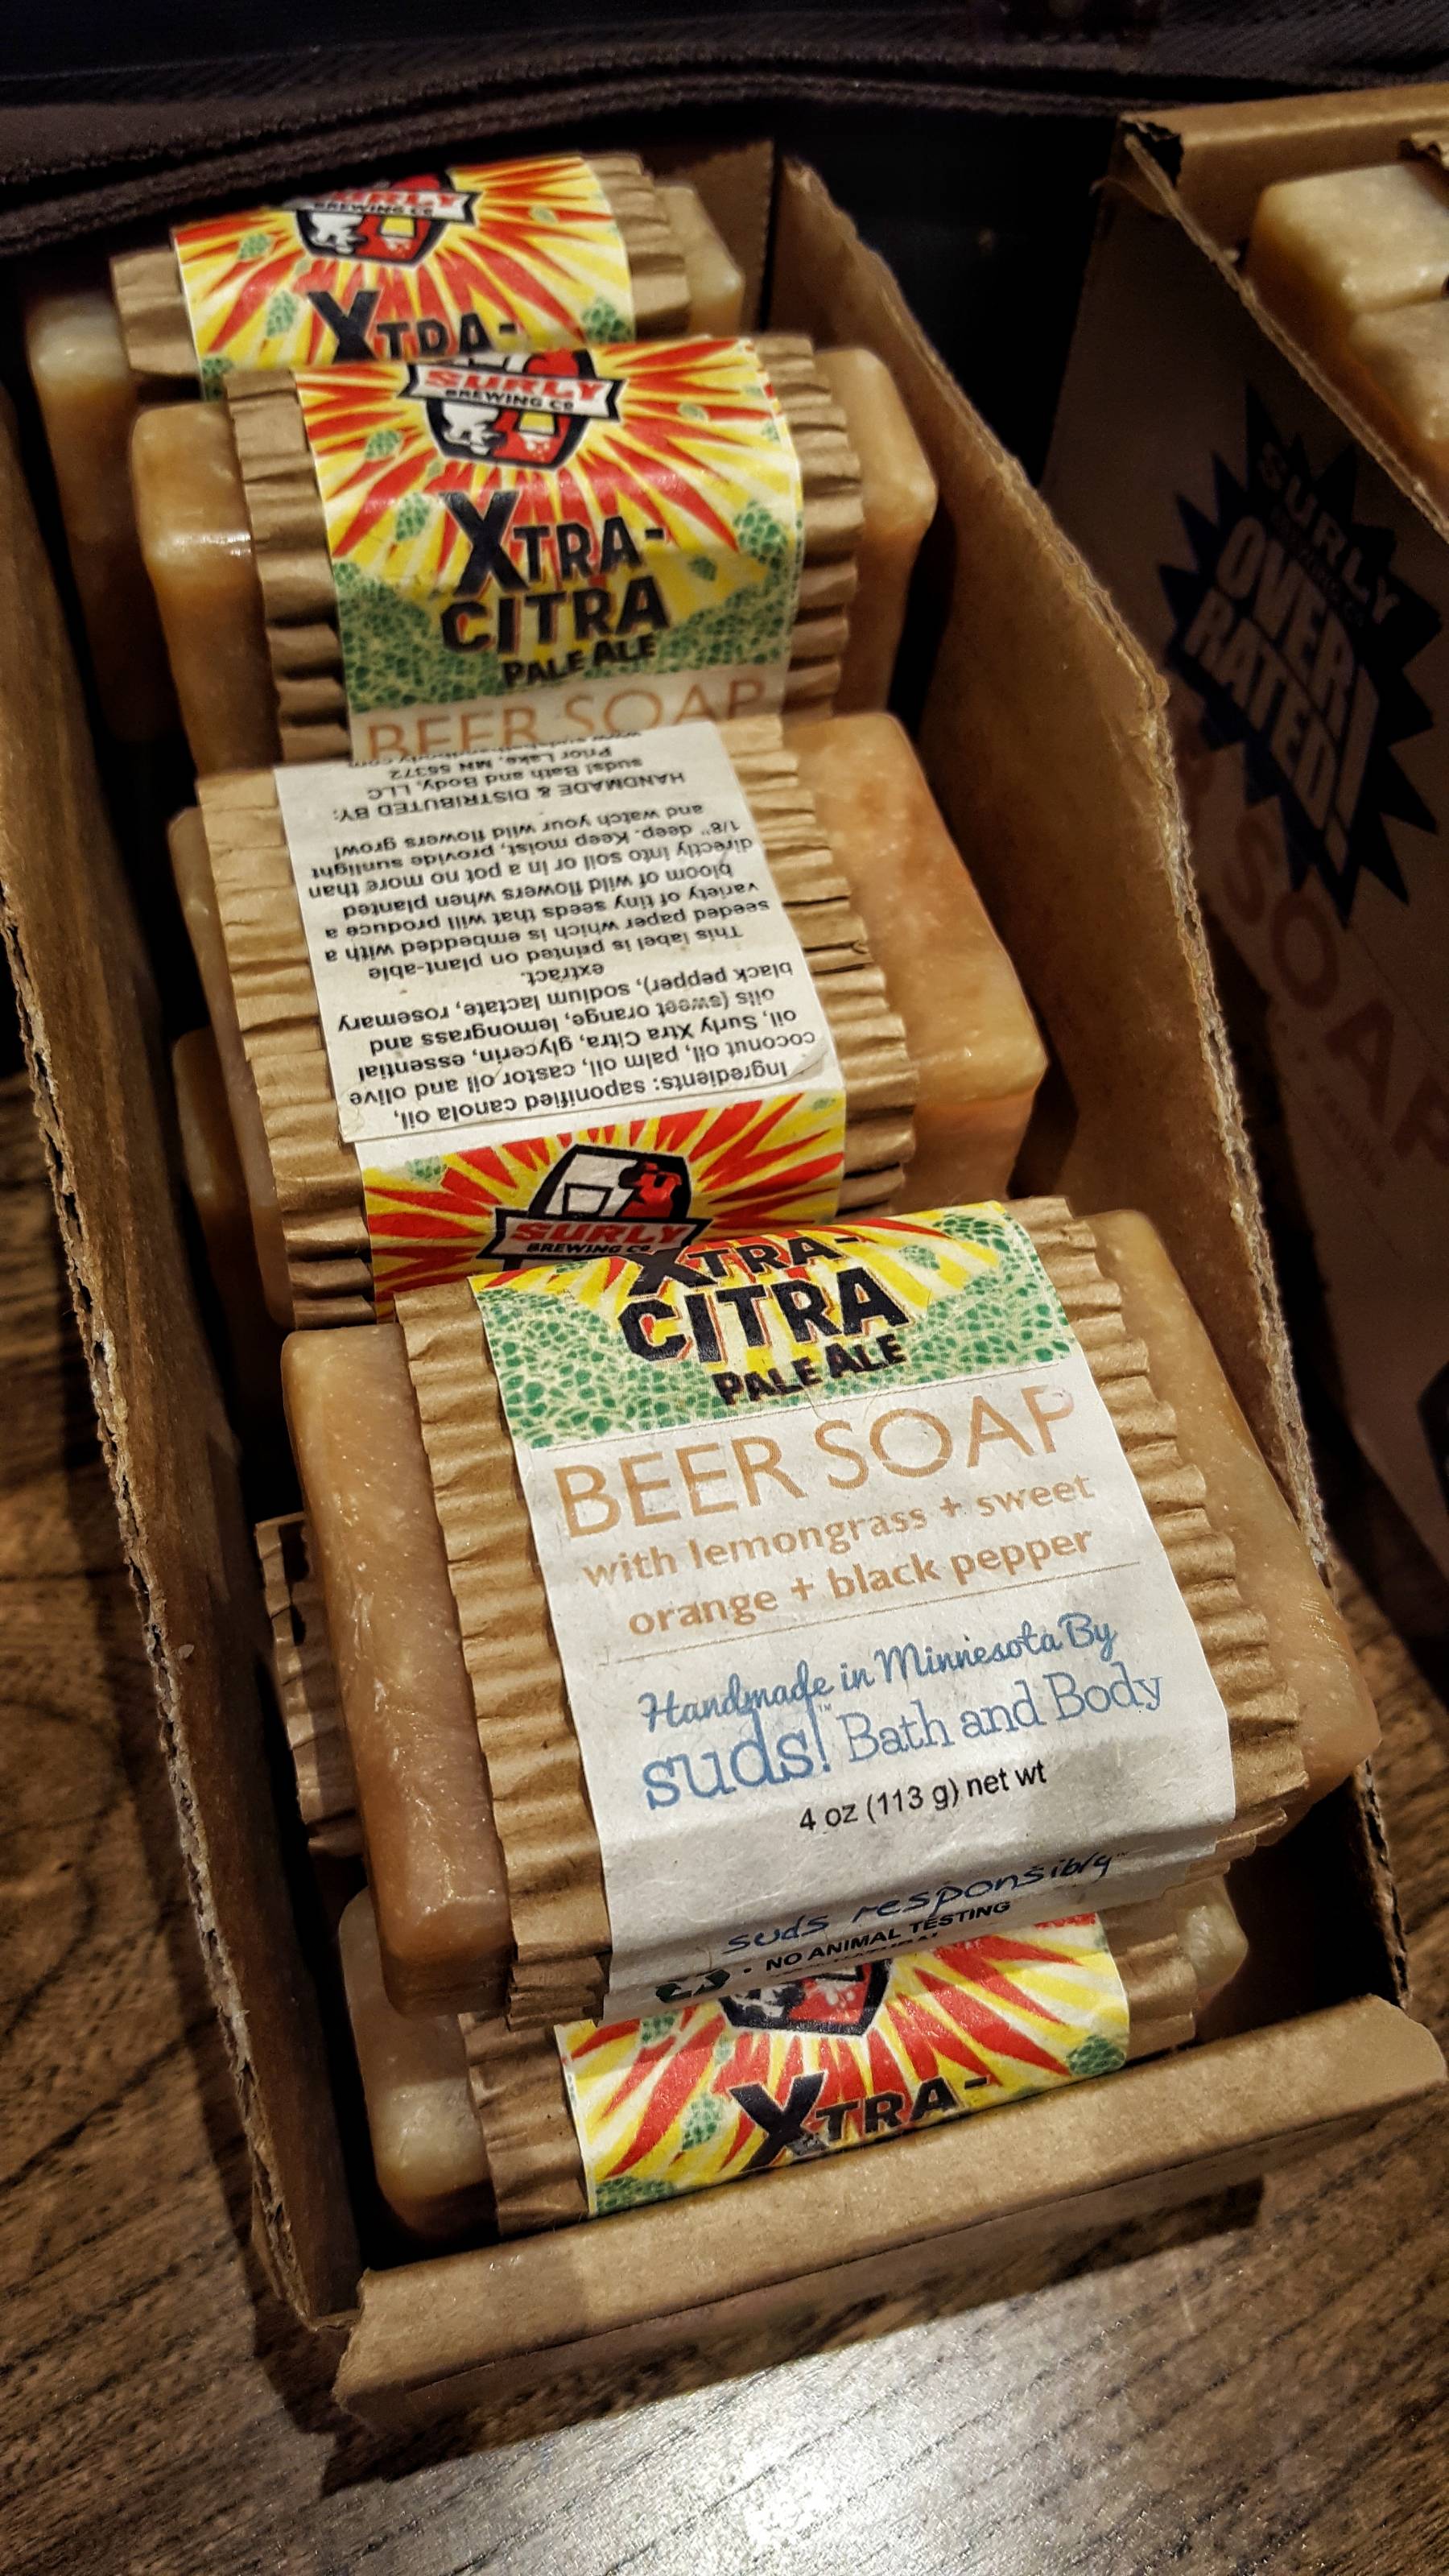 SURLY
BREWING CO
XTRA-
SURLY
BREWING CO
XTRA-
CITRA
PALE ALE
BEER SOAP
Ingredients: saponified canola oil,
coconut oil, palm oil, castor oil and olive
oil, Surly Xtra Citra, glycerin, essential
oils (sweet orange, lemongrass and
black pepper), sodium lactate, rosemary
extract.
This label is printed on plant-able
seeded paper which is embedded with a
variety of tiny seeds that will produce a
bloom of wild flowers when planted
directly into soil or in a pot no more than
1/8" deep. Keep moist, provide sunlight
and watch your wild flowers grow!
HANDMADE & DISTRIBUTED BY:
suds! Bath and Body, LLC
Prior Lake, MN 55372
SURLY
BREWING CO
XTRA-
CITRA
PALE ALE
BEER SOAP
with lemongrass + sweet
orange + black pepper
Handmade in Minnesota By
suds!™ Bath and Body
4 oz (113 g) net wt
suds responsibly™
• NO ANIMAL TESTING
XTRA-
SURLY
OVER
RATED!
SOAP